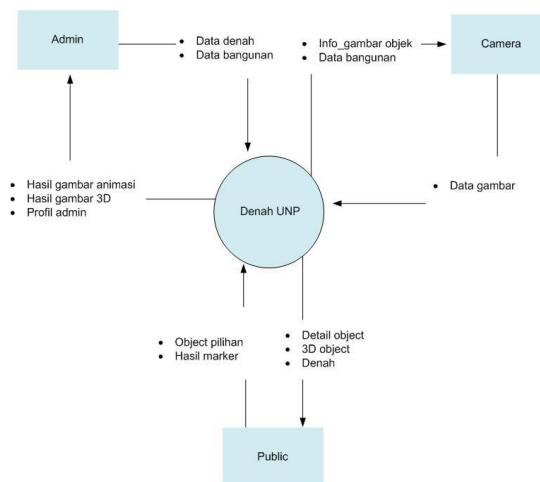 Admin
• Data denah
• Data bangunan
• Info_gambar objek
• Data bangunan
Camera
• Hasil gambar animasi
• Hasil gambar 3D
• Profil admin
Denah UNP
• Data gambar
• Object pilihan
• Hasil marker
• Detail object
• 3D object
• Denah
Public